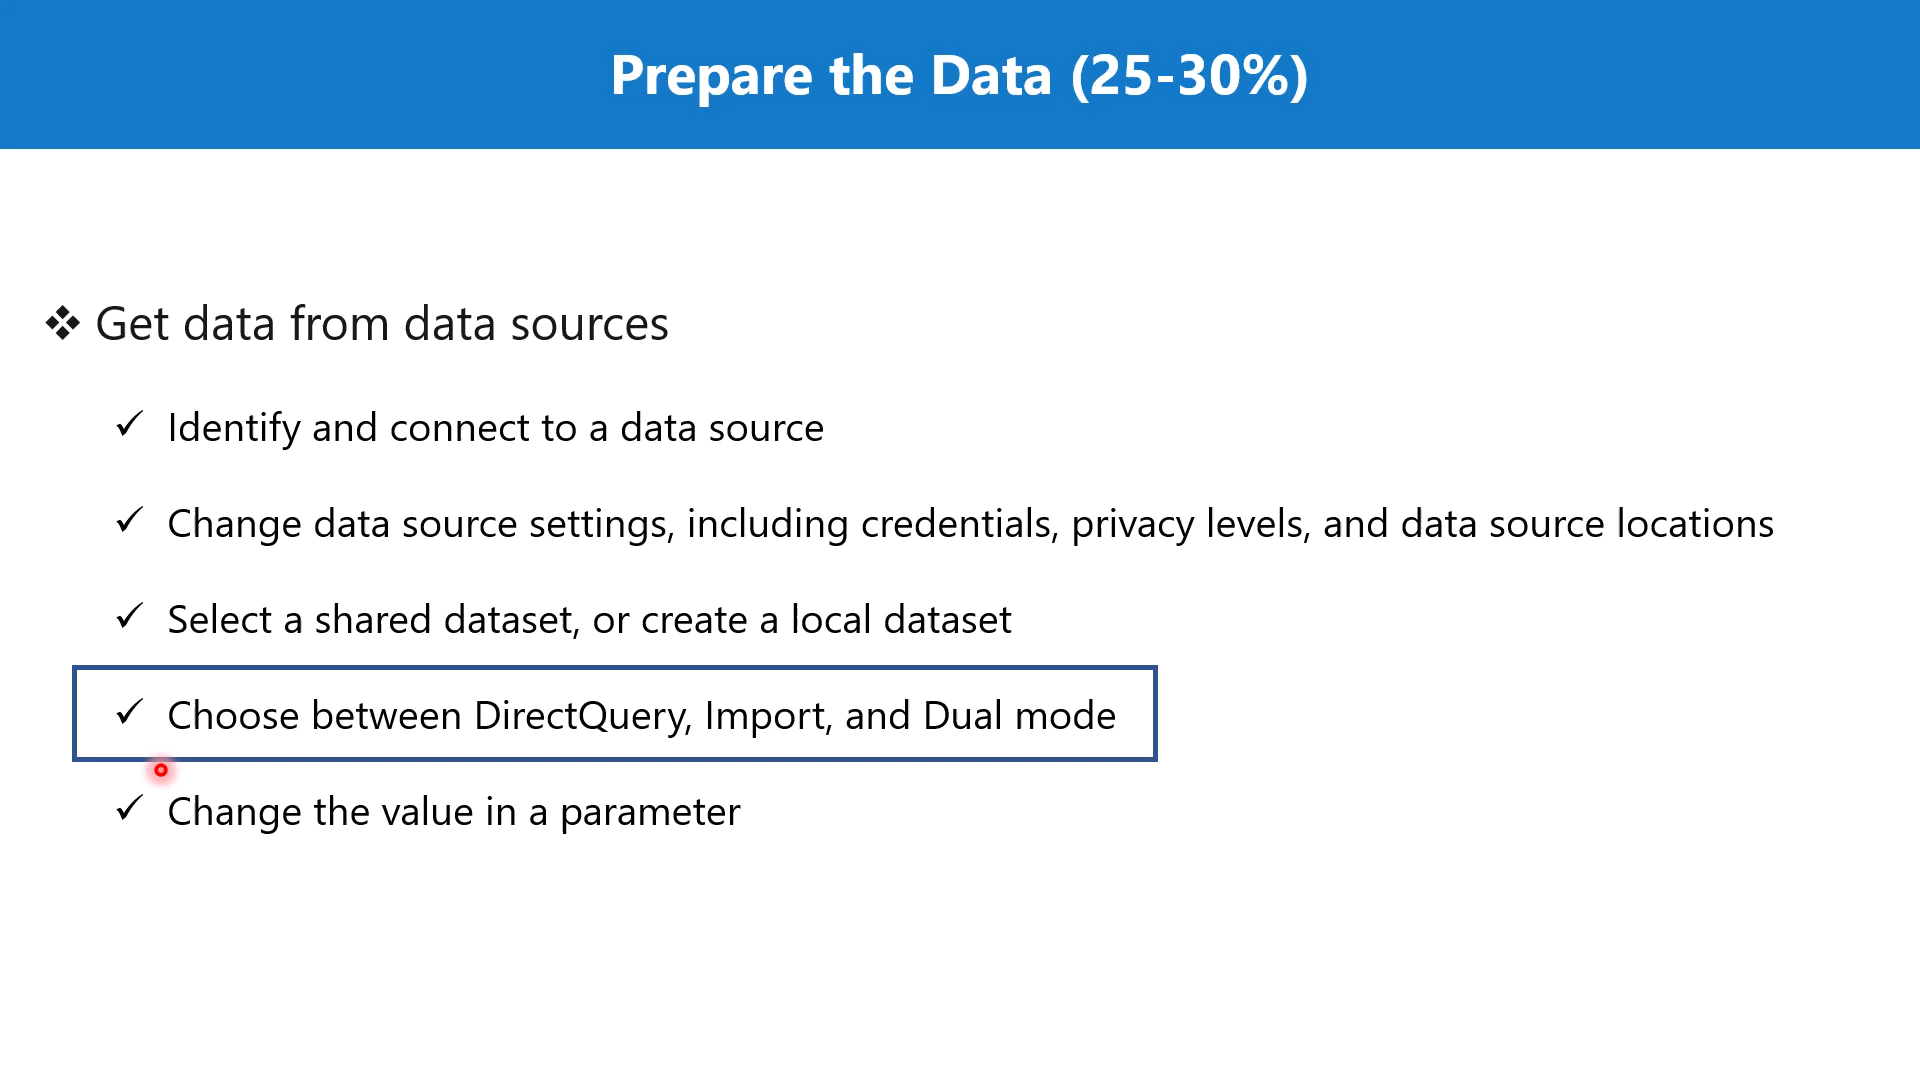 Prepare the Data (25-30%)
❖ Get data from data sources
✓ Identify and connect to a data source
✓ Change data source settings, including credentials, privacy levels, and data source locations
✓ Select a shared dataset, or create a local dataset
✓ Choose between DirectQuery, Import, and Dual mode
✓ Change the value in a parameter